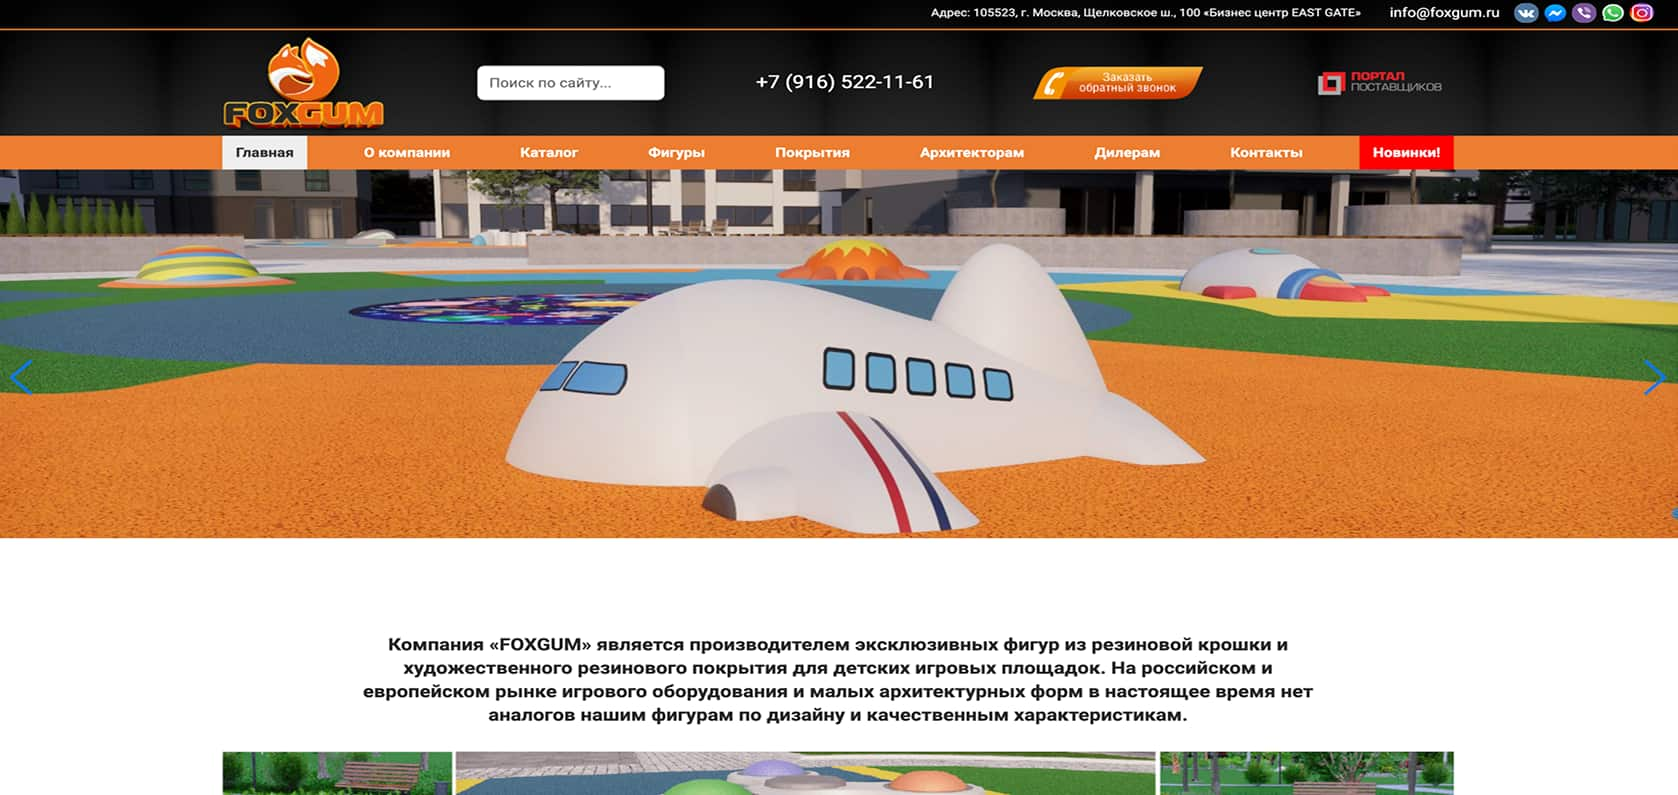 Адрес: 105523, г. Москва, Щелковское ш., 100 «Бизнес центр EAST GATE»
info@foxgum.ru
FOXGUM
Поиск по сайту...
+7 (916) 522-11-61
Заказать
обратный звонок
ПОРТАЛ
ПОСТАВЩИКОВ
Главная
О компании
Каталог
Фигуры
Покрытия
Архитекторам
Дилерам
Контакты
Новинки!
Компания «FOXGUM» является производителем эксклюзивных фигур из резиновой крошки и
художественного резинового покрытия для детских игровых площадок. На российском и
европейском рынке игрового оборудования и малых архитектурных форм в настоящее время нет
аналогов нашим фигурам по дизайну и качественным характеристикам.